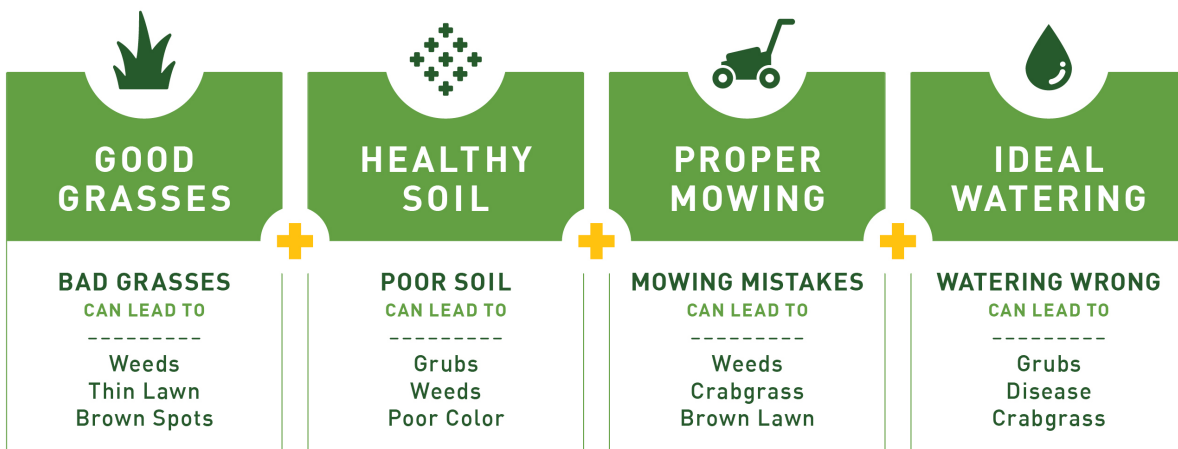 GOOD
GRASSES
BAD GRASSES
CAN LEAD TO
Weeds
Thin Lawn
Brown Spots
HEALTHY
SOIL
POOR SOIL
CAN LEAD TO
Grubs
Weeds
Poor Color
PROPER
MOWING
MOWING MISTAKES
CAN LEAD TO
Weeds
Crabgrass
Brown Lawn
IDEAL
WATERING
WATERING WRONG
CAN LEAD TO
Grubs
Disease
Crabgrass